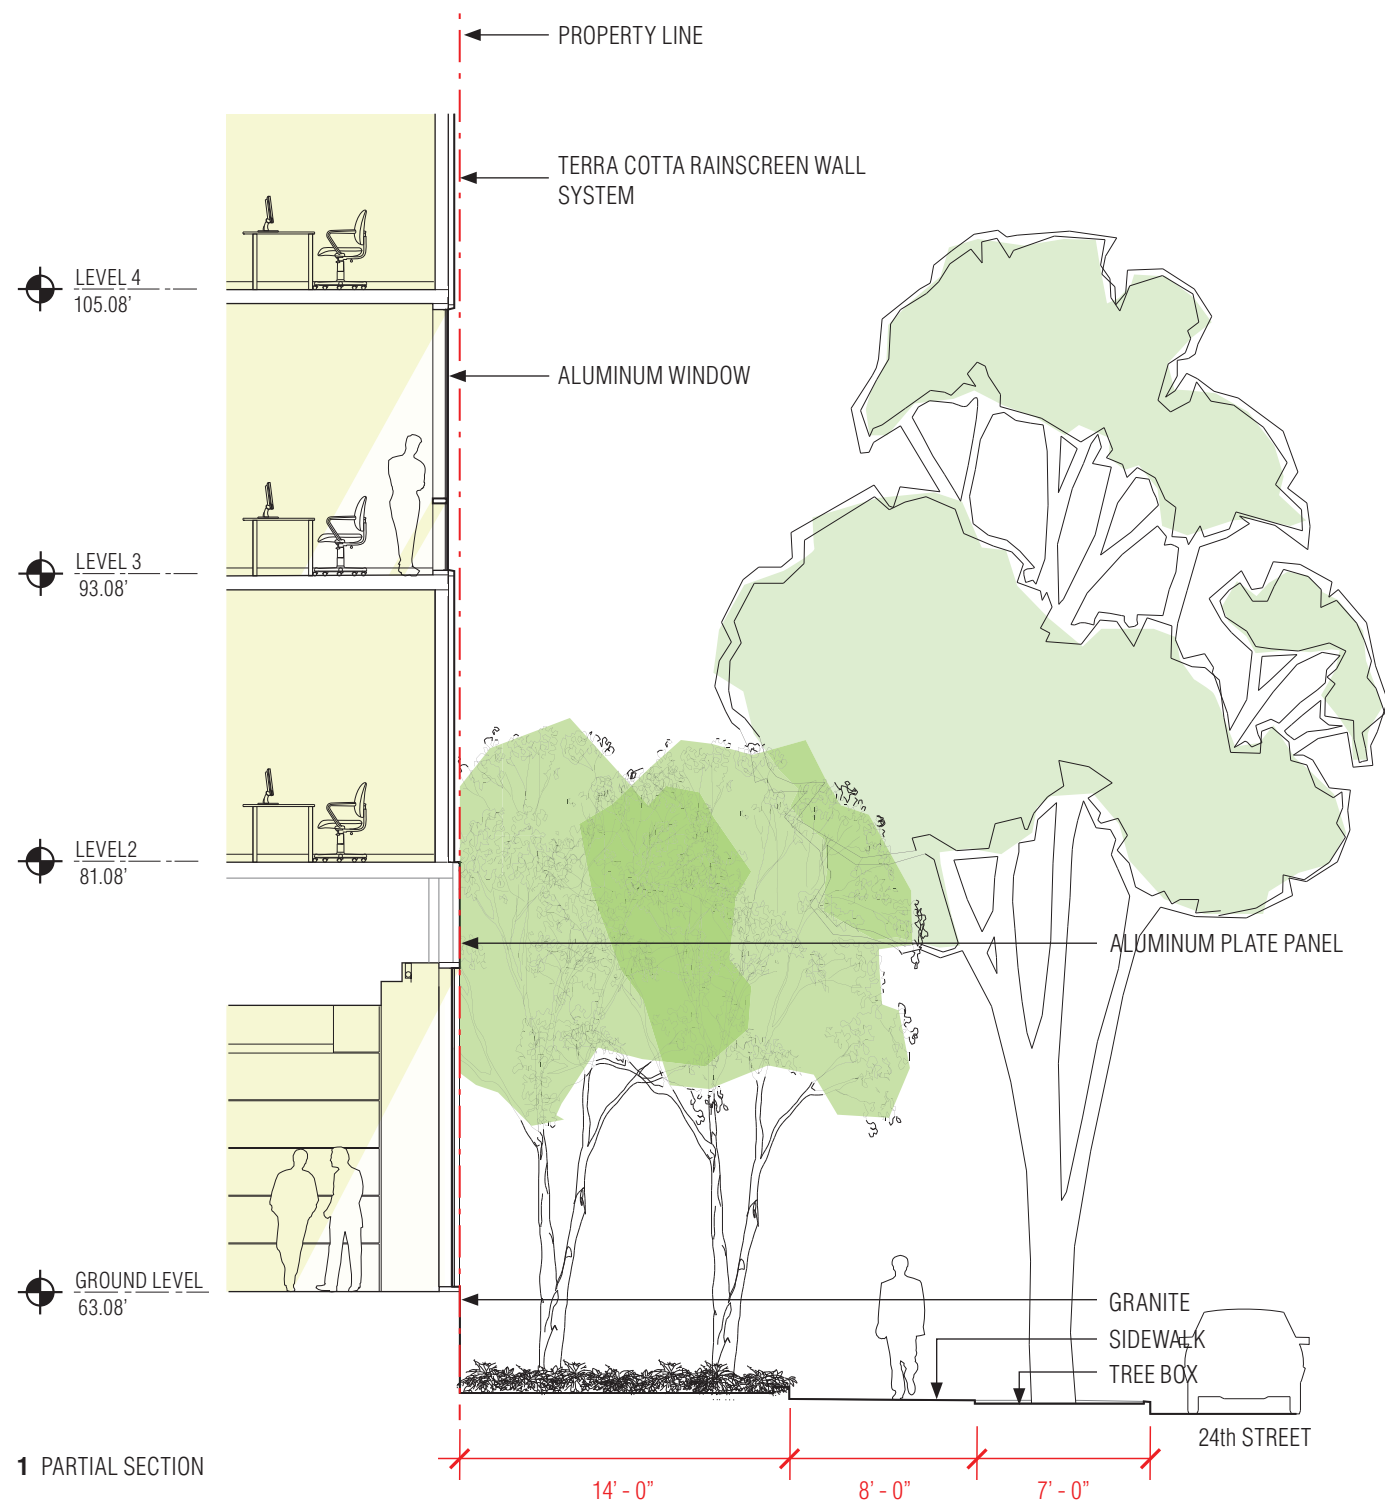 PROPERTY LINE
TERRA COTTA RAINSCREEN WALL
SYSTEM
LEVEL 4
105.08'
ALUMINUM WINDOW
LEVEL 3
93.08'
LEVEL2
81.08'
ALUMINUM PLATE PANEL
GROUND LEVEL
63.08'
GRANITE
SIDEWALK
TREE BOX
24th STREET
1 PARTIAL SECTION
14' - 0"
8' - 0"
7' - 0"